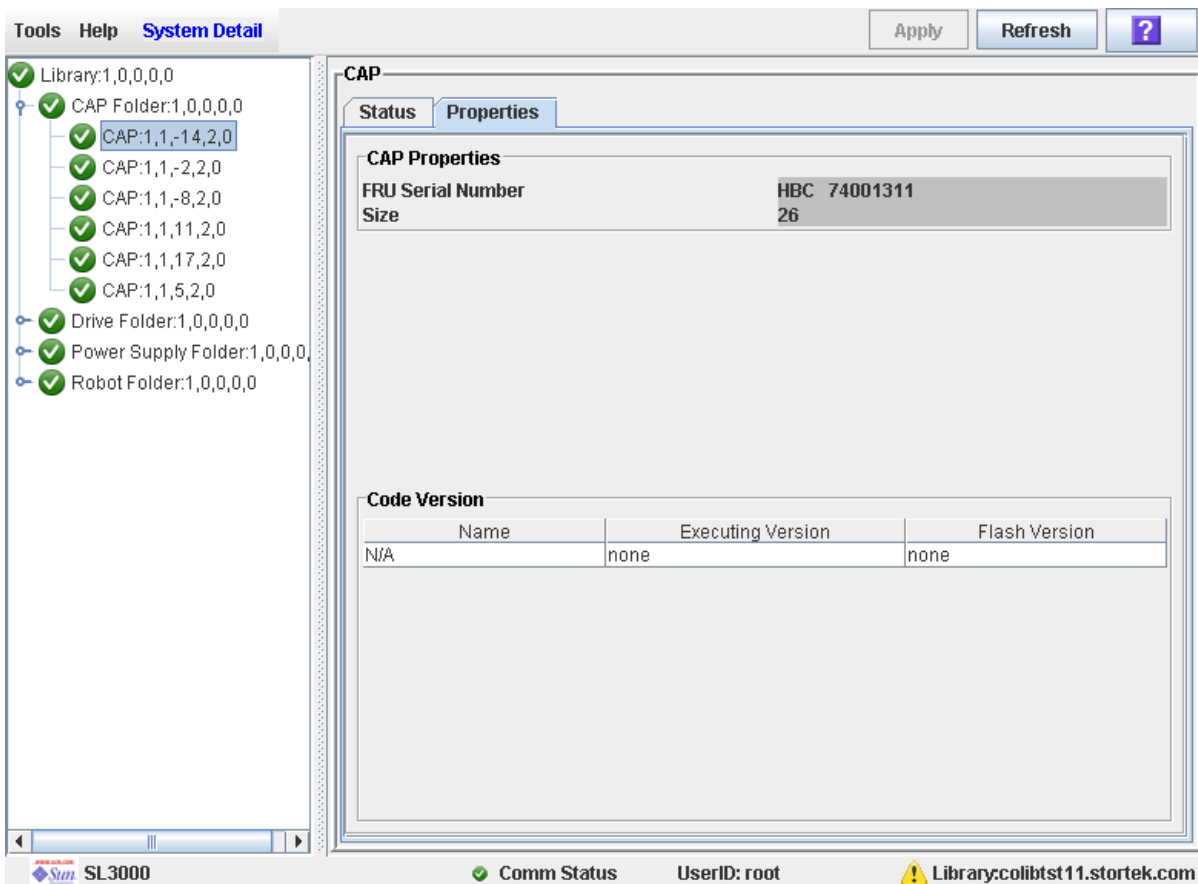 Tools Help System Detail Apply Refresh ?
Library:1,0,0,0,0
CAP Folder:1,0,0,0,0
CAP:1,1,-14,2,0
CAP:1,1,-2,2,0
CAP:1,1,-8,2,0
CAP:1,1,11,2,0
CAP:1,1,17,2,0
CAP:1,1,5,2,0
Drive Folder:1,0,0,0,0
Power Supply Folder:1,0,0,0,
Robot Folder:1,0,0,0,0
CAP
Status Properties
CAP Properties
FRU Serial Number HBC 74001311
Size 26
Code Version
Name Executing Version Flash Version
N/A none none
Sun SL3000 Comm Status UserID: root Library:colibtst11.stortek.com